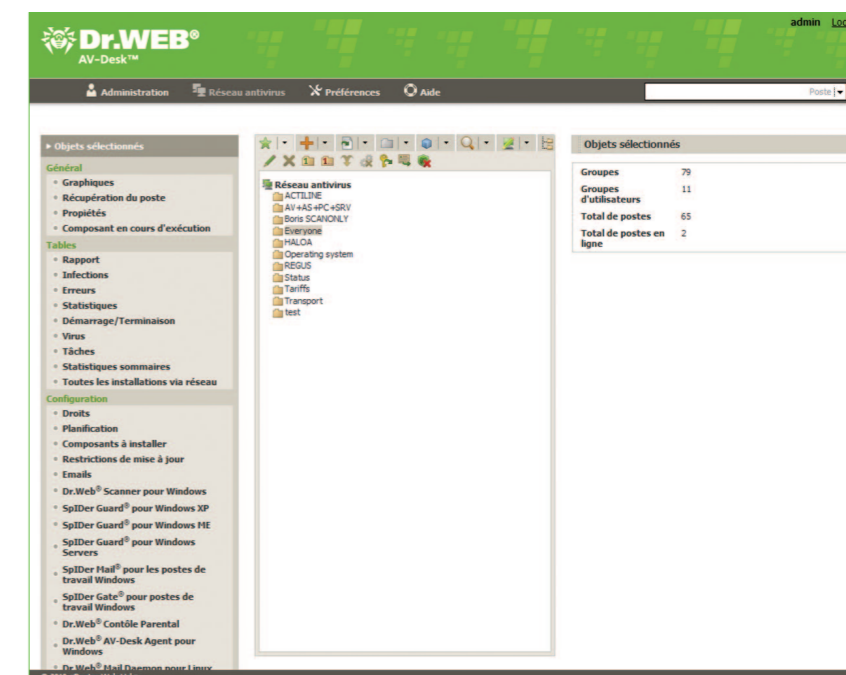 admin
Dr.WEB®
AV-Desk™
Administration
Réseau antivirus
Préférences
Aide
Poste
Objets sélectionnés
Général
Graphiques
Récupération du poste
Propiétés
Composant en cours d'exécution
Tables
Rapport
Infections
Erreurs
Statistiques
Démarrage/Terminaison
Virus
Tâches
Statistiques sommaires
Toutes les installations via réseau
Configuration
Droits
Planification
Composants à installer
Restrictions de mise à jour
Emails
Dr.Web® Scanner pour Windows
SpIDer Guard® pour Windows XP
SpIDer Guard® pour Windows ME
SpIDer Guard® pour Windows
Servers
SpIDer Mail® pour les postes de
travail Windows
SpIDer Gate® pour postes de
travail Windows
Dr.Web® Contôle Parental
Dr.Web® AV-Desk Agent pour
Windows
Dr.Web® Mail Daemon pour Linux
Réseau antivirus
ACTILINE
AV+AS+PC+SRV
Boris SCANONLY
Everyone
HALOA
Operating system
REGUS
Status
Tariffs
Transport
test
Objets sélectionnés
Groupes 79
Groupes 11
d'utilisateurs
Total de postes 65
Total de postes en 2
ligne